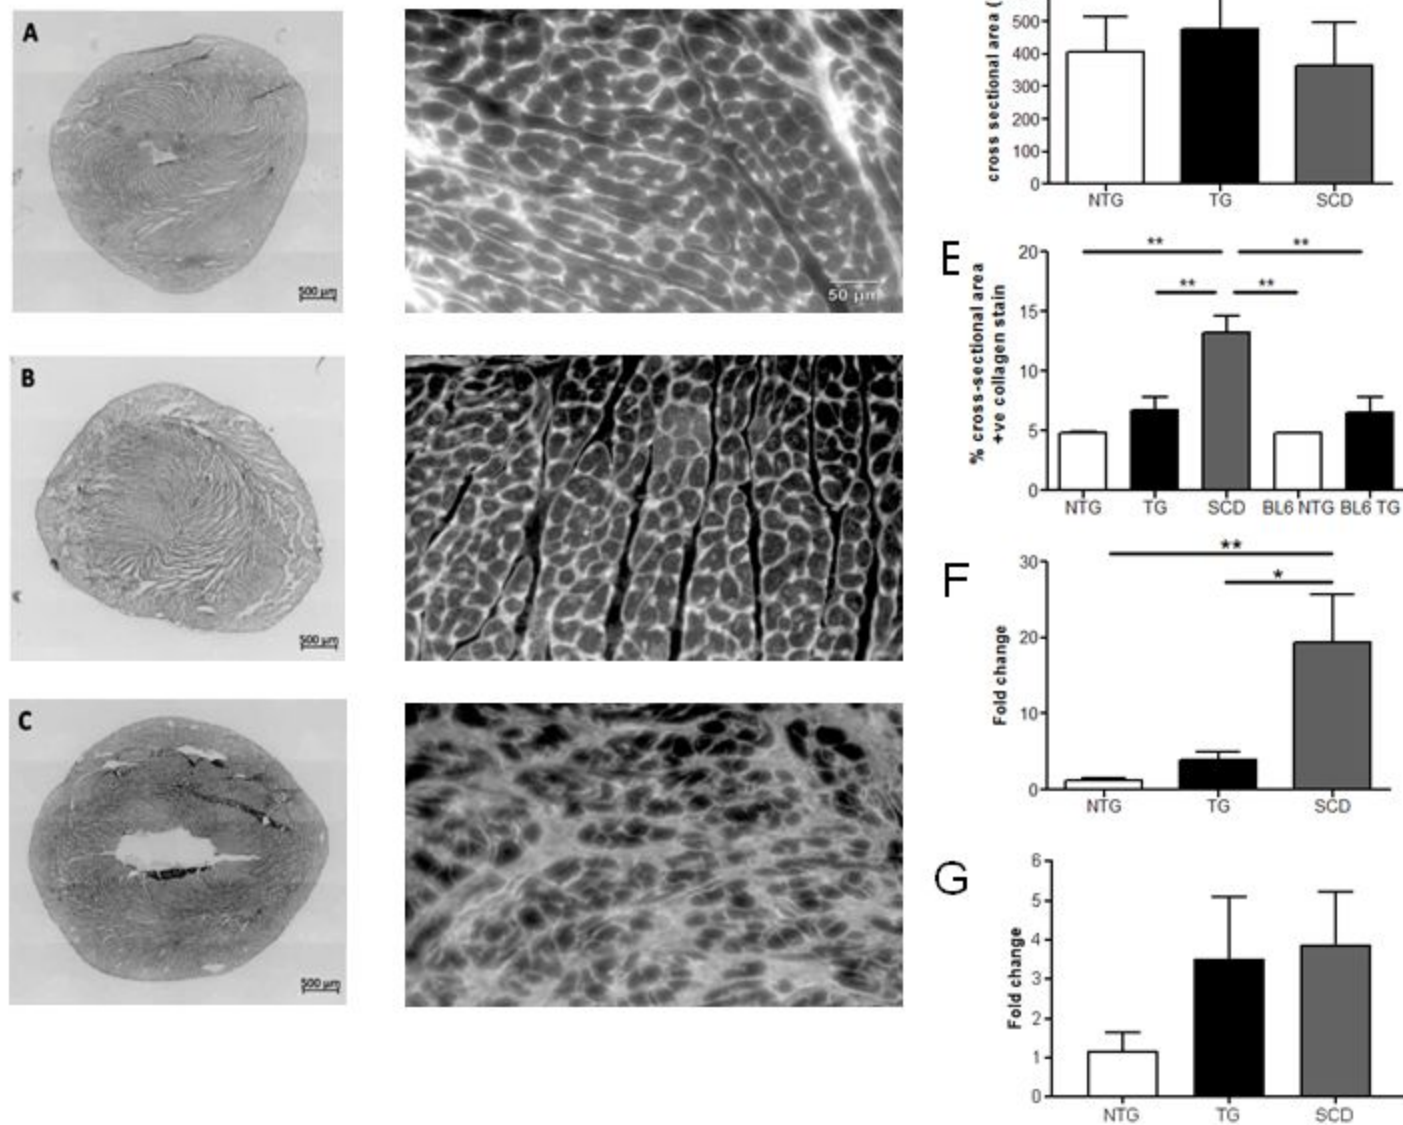 A
500 µm
50 µm
B
500 µm
C
500 µm
cross sectional area (
500
400
300
200
100
0
NTG TG SCD
E
% cross-sectional area
+ve collagen stain
20
15
10
5
0
** **
** **
NTG TG SCD BL6 NTG BL6 TG
F
Fold change
30
20
10
0
**
*
NTG TG SCD
G
Fold change
6
5
4
3
2
1
0
NTG TG SCD